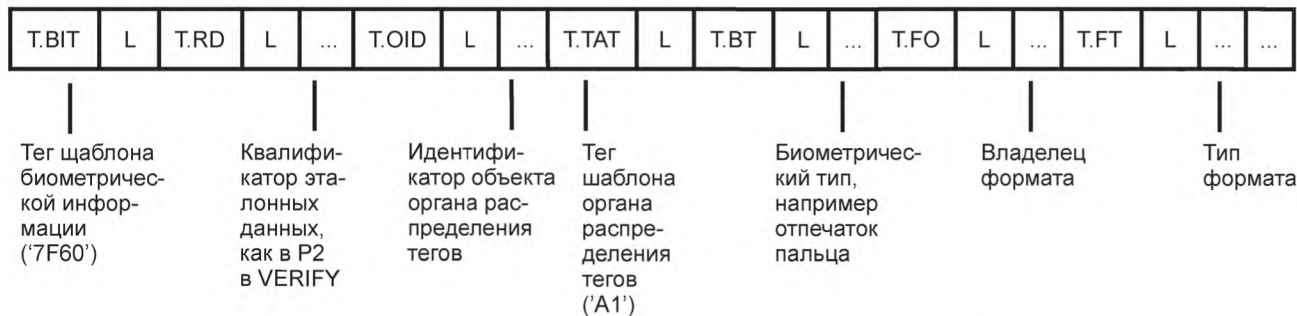 T.BIT L T.RD L ... T.OID L ... T.TAT L T.BT L ... T.FO L ... T.FT L ... ...
Тег щаблона
биометричес-
кой инфор-
мации
(‘7F60’)
Квалифи-
катор эта-
лонных
данных,
как в P2
в VERIFY
Идентифи-
катор объекта
органа рас-
пределения
тегов
Тег
шаблона
органа
распре-
деления
тегов
(’A1’)
Биометричес-
кий тип,
например
отпечаток
пальца
Владелец
формата
Тип
формата